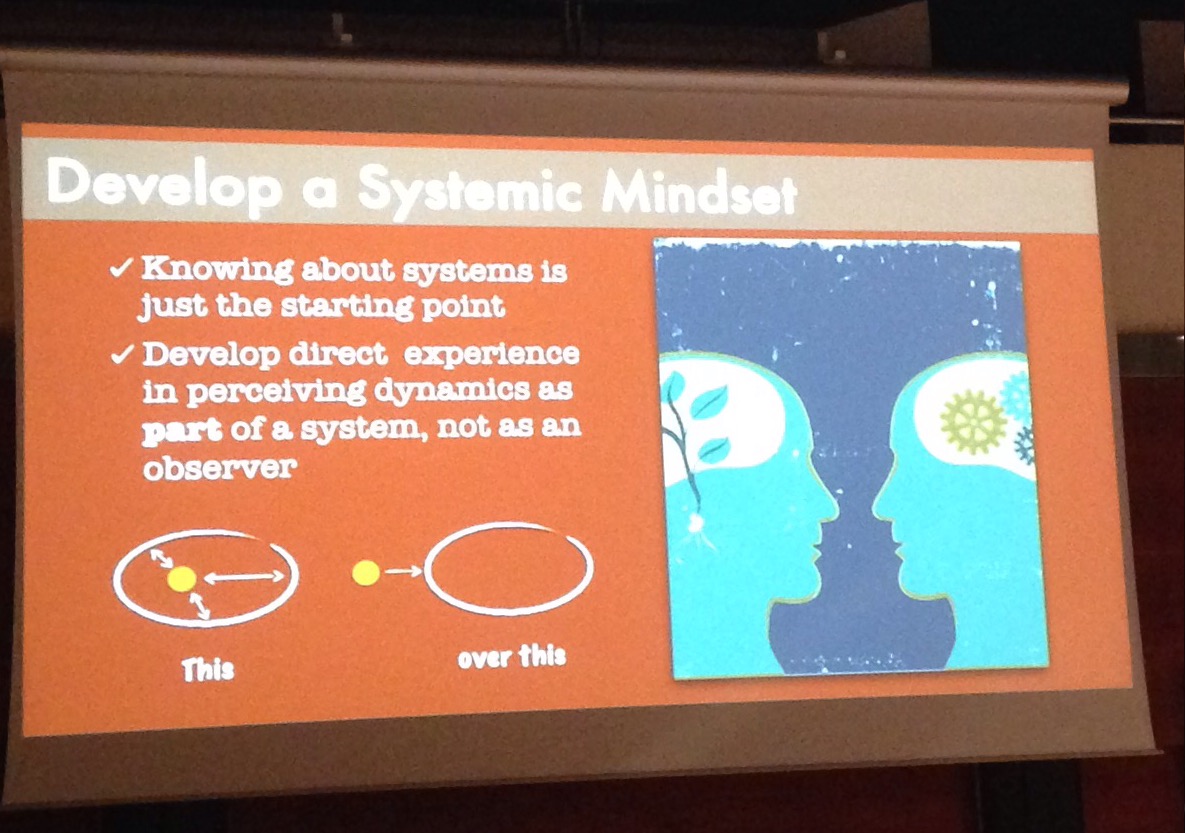 Develop a Systemic Mindset
✓ Knowing about systems is
just the starting point
✓ Develop direct experience
in perceiving dynamics as
part of a system, not as an
observer
This
over this